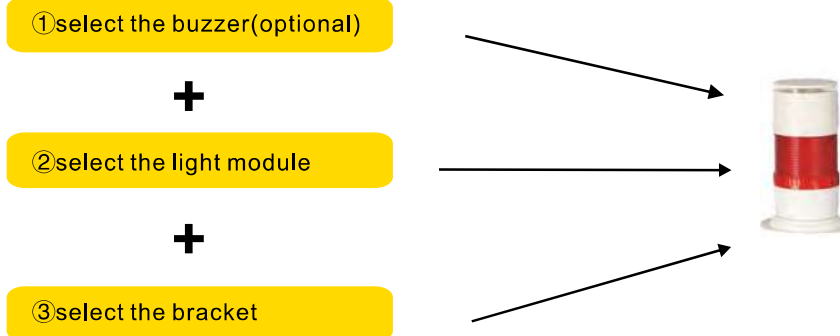 ①select the buzzer(optional)
+
②select the light module
+
③select the bracket